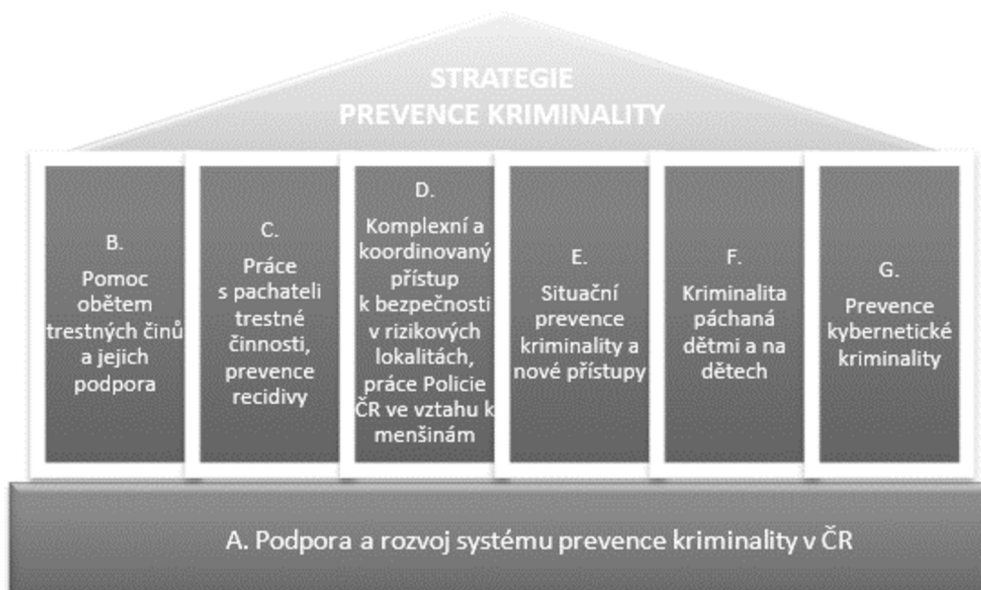 STRATEGIE
PREVENCE KRIMINALITY
B.
Pomoc
obětem
trestných činů
a jejich
podpora
C.
Práce
s pachateli
trestné
činnosti,
prevence
recidivy
D.
Komplexní a
koordinovaný
přístup
k bezpečnosti
v rizikových
lokalitách,
práce Policie
ČR ve vztahu k
menšinám
E.
Situační
prevence
kriminality a
nové přístupy
F.
Kriminalita
páchaná
dětmi a na
dětech
G.
Prevence
kybernetické
kriminality
A. Podpora a rozvoj systému prevence kriminality v ČR